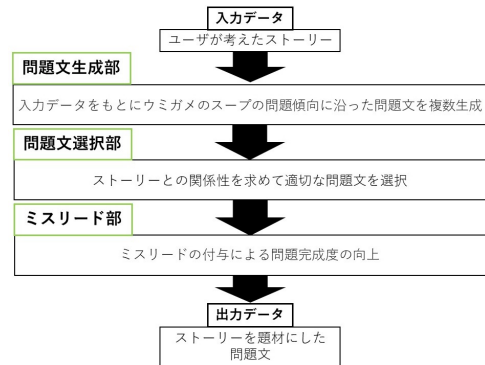 入力データ
ユーザが考えたストーリー
問題文生成部
入力データをもとにウミガメのスープの問題傾向に沿った問題文を複数生成
問題文選択部
ストーリーとの関係性を求めて適切な問題文を選択
ミスリード部
ミスリードの付与による問題完成度の向上
出力データ
ストーリーを題材にした
問題文